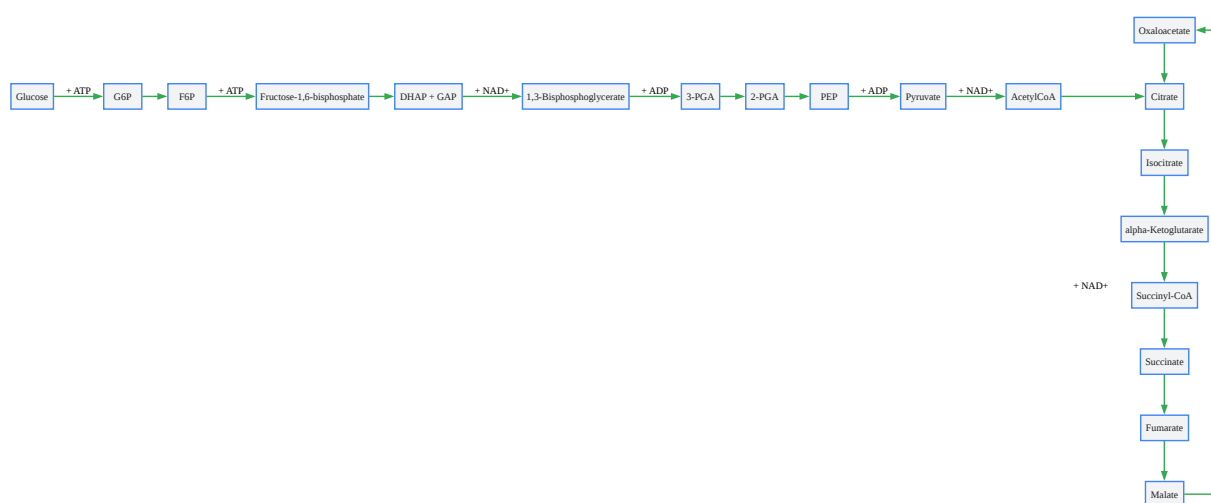 Oxaloacetate
Glucose
+ ATP
G6P
F6P
+ ATP
Fructose-1,6-bisphosphate
DHAP + GAP
+ NAD+
1,3-Bisphosphoglycerate
+ ADP
3-PGA
2-PGA
PEP
+ ADP
Pyruvate
+ NAD+
AcetylCoA
Citrate
Isocitrate
alpha-Ketoglutarate
+ NAD+
Succinyl-CoA
Succinate
Fumarate
Malate